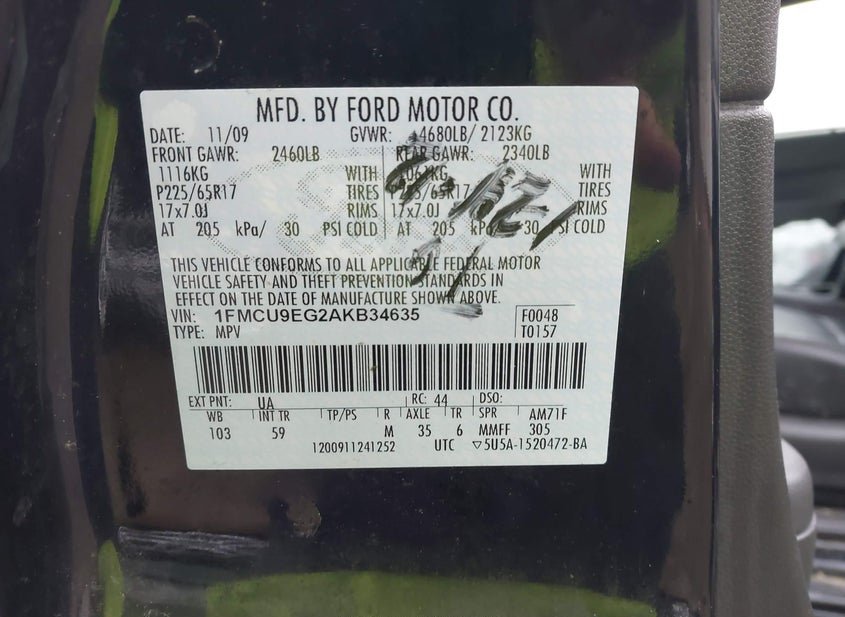 MFD. BY FORD MOTOR CO.
DATE: 11/09 GVWR: 4680LB/ 2123KG
FRONT GAWR: 2460LB REAR GAWR: 2340LB
1116KG WITH 1061KG WITH
P225/65R17 TIRES P225/65R17 TIRES
17x7.0J RIMS 17x7.0J RIMS
AT 205 kPa/ 30 PSI COLD AT 205 kPa/ 30 PSI COLD
THIS VEHICLE CONFORMS TO ALL APPLICABLE FEDERAL MOTOR
VEHICLE SAFETY AND THEFT PREVENTION STANDARDS IN
EFFECT ON THE DATE OF MANUFACTURE SHOWN ABOVE.
VIN: 1FMCU9EG2AKB34635 F0048
TYPE: MPV T0157
EXT PNT: UA RC: 44 DSO:
WB INT TR TP/PS R AXLE TR SPR AM71F
103 59 M 35 6 MMFF 305
1200911241252 UTC ▽5U5A-1520472-BA